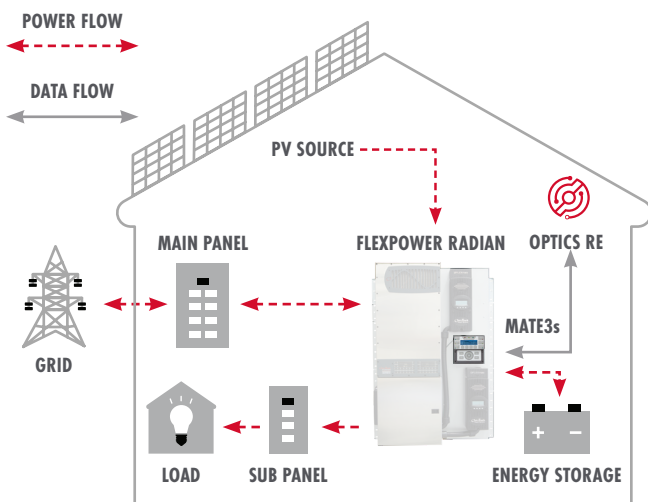 POWER FLOW
DATA FLOW
PV SOURCE
MAIN PANEL
FLEXPOWER RADIAN
OPTICS RE
GRID
MATE3s
LOAD
SUB PANEL
ENERGY STORAGE
+ −